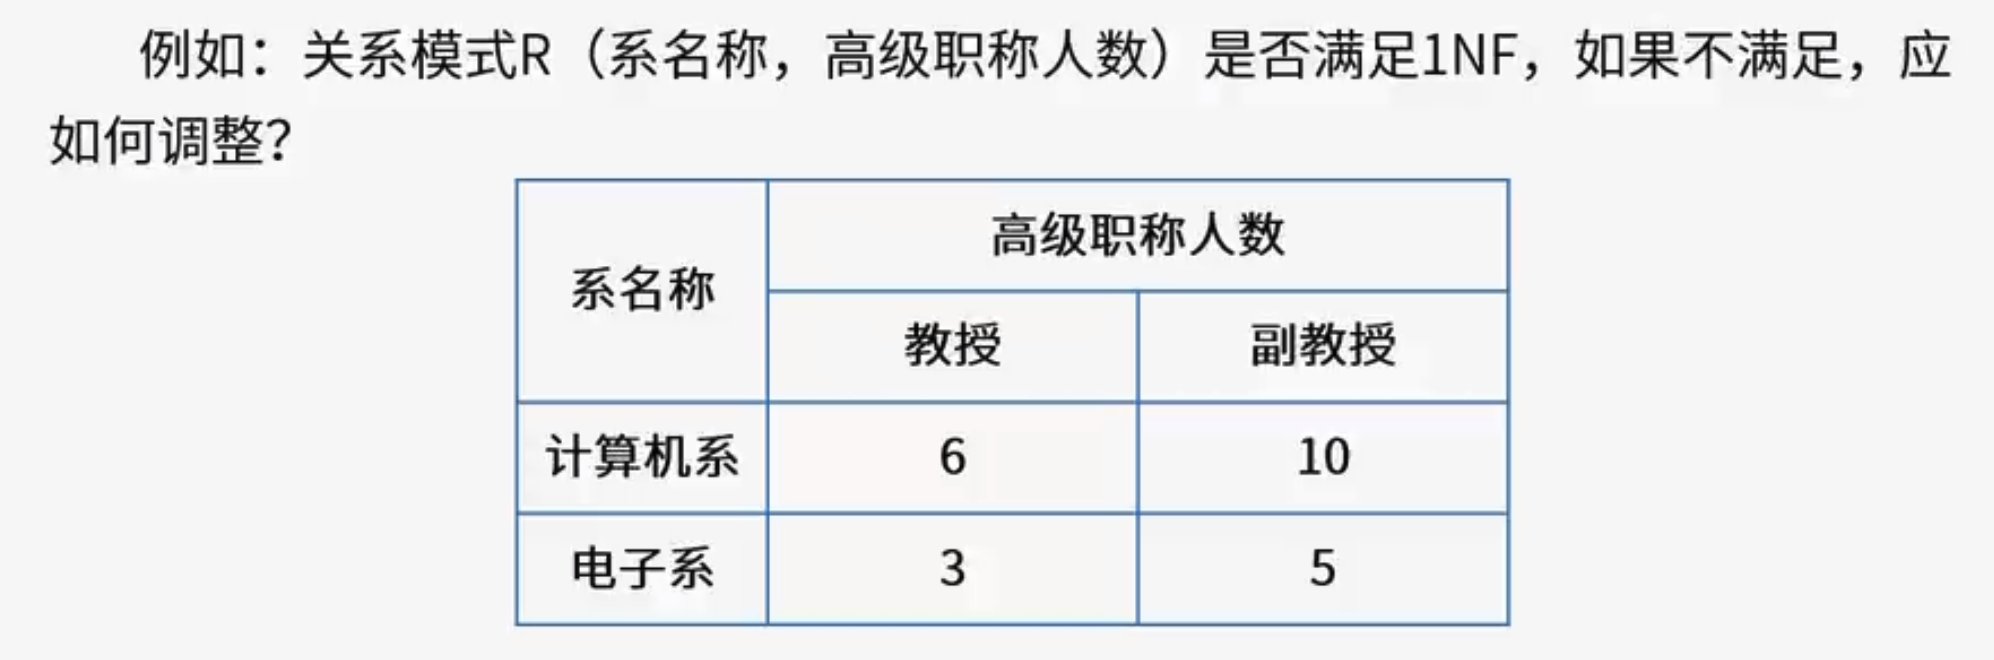 例如：关系模式R（系名称，高级职称人数）是否满足1NF，如果不满足，应
如何调整？
系名称
高级职称人数
教授
副教授
计算机系
6
10
电子系
3
5